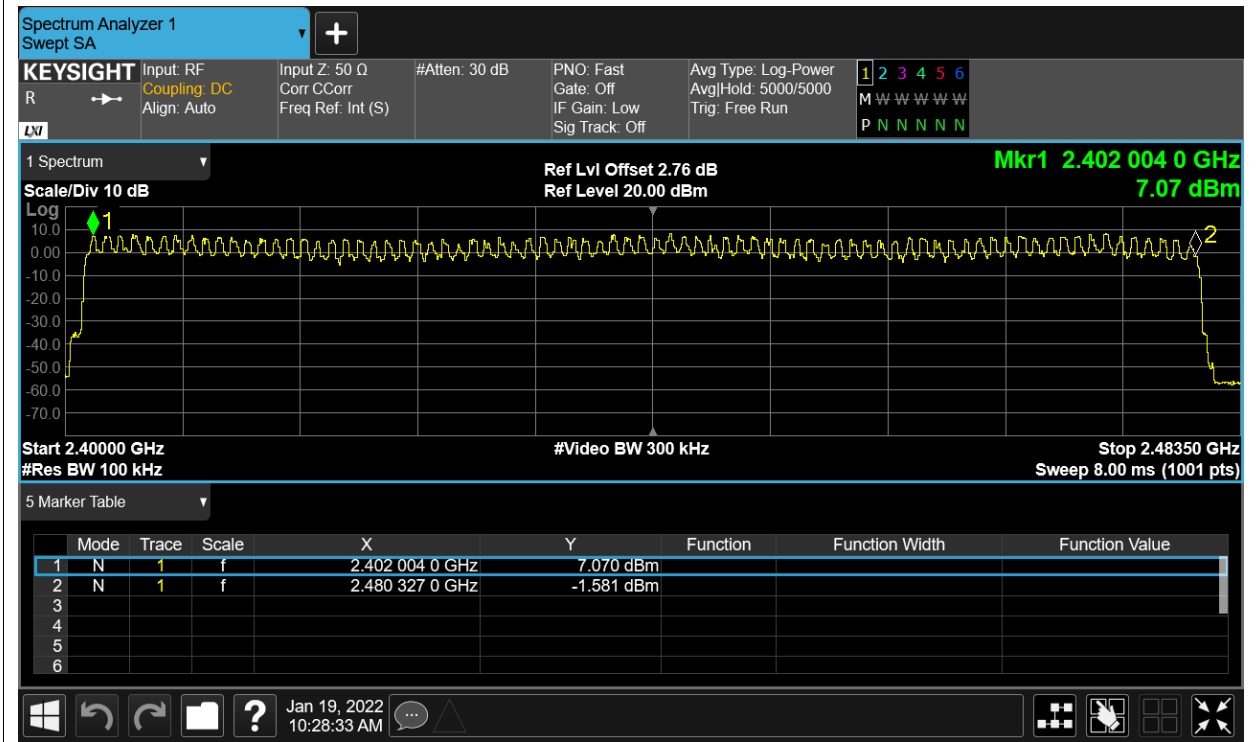 Spectrum Analyzer 1
Swept SA
+
KEYSIGHT Input: RF Input Z: 50 Ω #Atten: 30 dB PNO: Fast Avg Type: Log-Power 1 2 3 4 5 6
R Coupling: DC Corr CCorr Gate: Off Avg|Hold: 5000/5000 M W W W W W
Align: Auto Freq Ref: Int (S) IF Gain: Low Trig: Free Run P N N N N N
LXI Sig Track: Off
1 Spectrum Ref Lvl Offset 2.76 dB Mkr1 2.402 004 0 GHz
Scale/Div 10 dB Ref Level 20.00 dBm 7.07 dBm
Log
1 2
10.0
0.00
-10.0
-20.0
-30.0
-40.0
-50.0
-60.0
-70.0
Start 2.40000 GHz #Video BW 300 kHz Stop 2.48350 GHz
#Res BW 100 kHz Sweep 8.00 ms (1001 pts)
5 Marker Table
Mode Trace Scale X Y Function Function Width Function Value
1 N 1 f 2.402 004 0 GHz 7.070 dBm
2 N 1 f 2.480 327 0 GHz -1.581 dBm
3
4
5
6
? Jan 19, 2022
10:28:33 AM